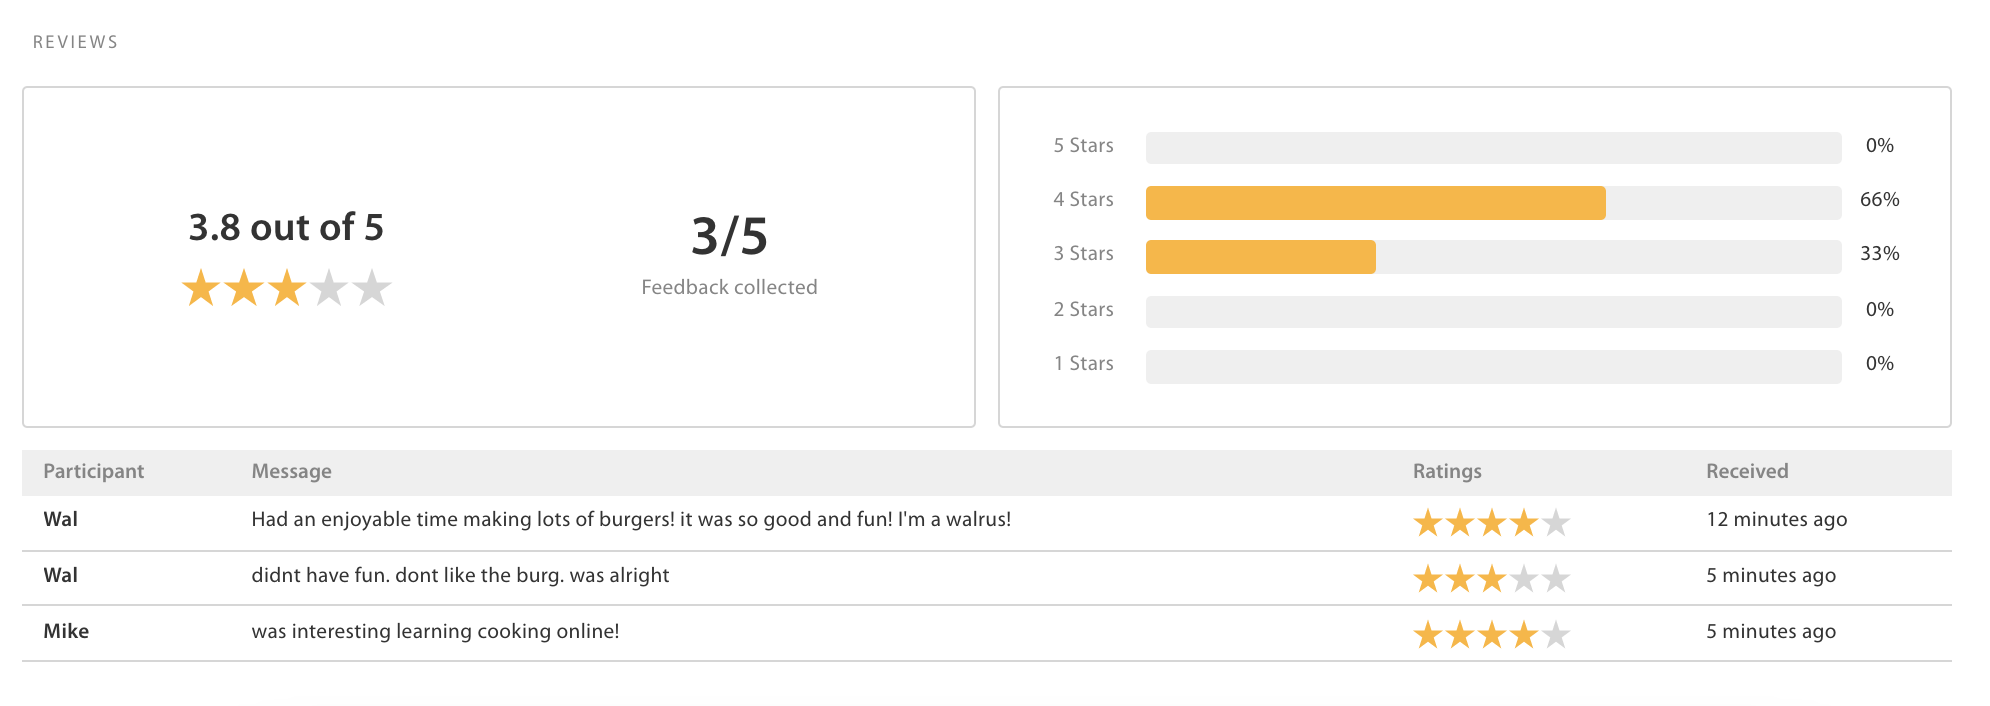 REVIEWS
3.8 out of 5
3/5
Feedback collected
5 Stars 0%
4 Stars 66%
3 Stars 33%
2 Stars 0%
1 Stars 0%
Participant Message Ratings Received
Wal Had an enjoyable time making lots of burgers! it was so good and fun! I'm a walrus! 12 minutes ago
Wal didnt have fun. dont like the burg. was alright 5 minutes ago
Mike was interesting learning cooking online! 5 minutes ago